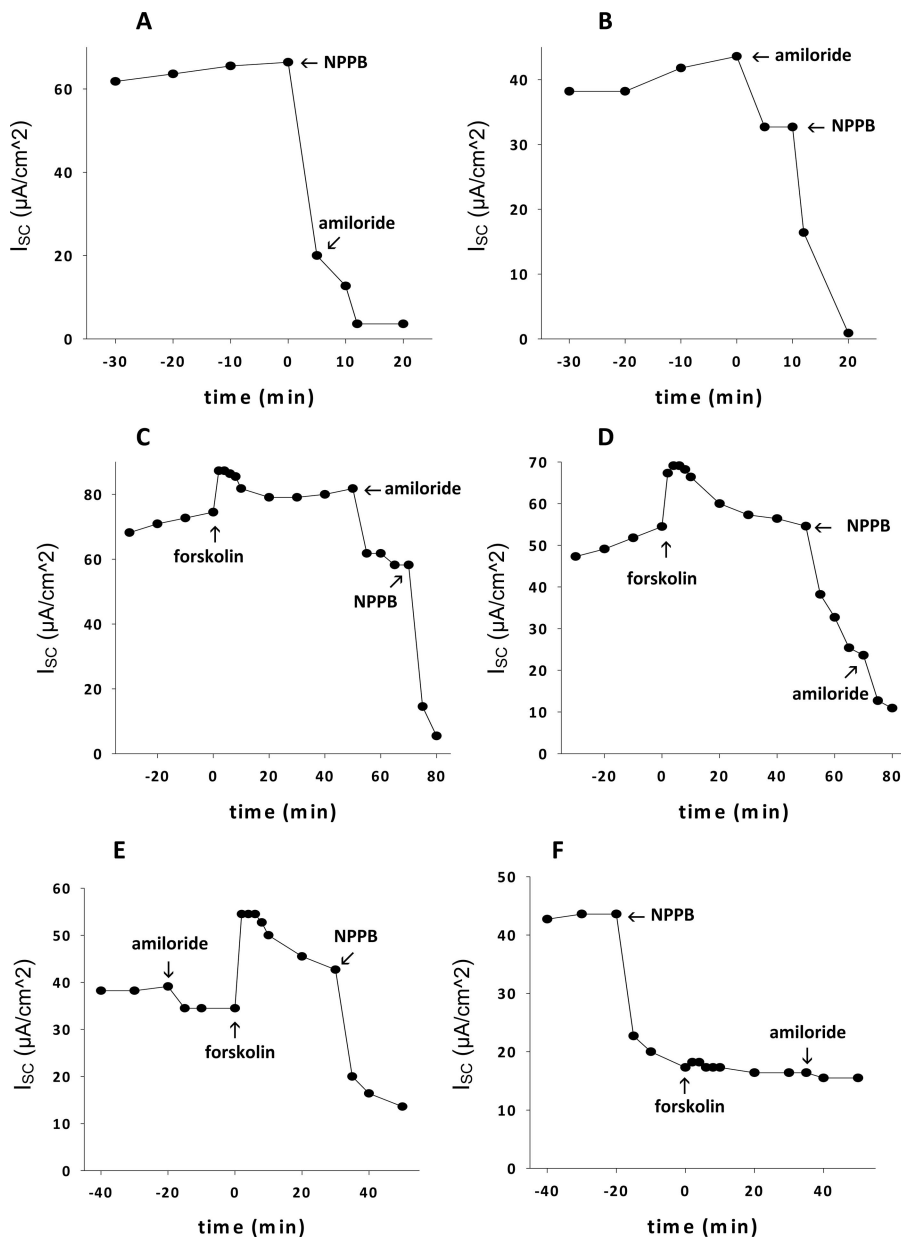 A
60
40
20
0
ISC (µA/cm^2)
← NPPB
amiloride
↙
-30 -20 -10 0 10 20
time (min)
B
40
30
20
10
0
ISC (µA/cm^2)
← amiloride
← NPPB
-30 -20 -10 0 10 20
time (min)
C
80
60
40
20
0
ISC (µA/cm^2)
← amiloride
↑
forskolin
↗
NPPB
-20 0 20 40 60 80
time (min)
D
70
60
50
40
30
20
10
0
ISC (µA/cm^2)
← NPPB
↑
forskolin
↗
amiloride
-20 0 20 40 60 80
time (min)
E
60
50
40
30
20
10
0
ISC (µA/cm^2)
amiloride
↓
NPPB
↙
↑
forskolin
-40 -20 0 20 40
time (min)
F
50
40
30
20
10
0
ISC (µA/cm^2)
← NPPB
amiloride
↓
↑
forskolin
-40 -20 0 20 40
time (min)